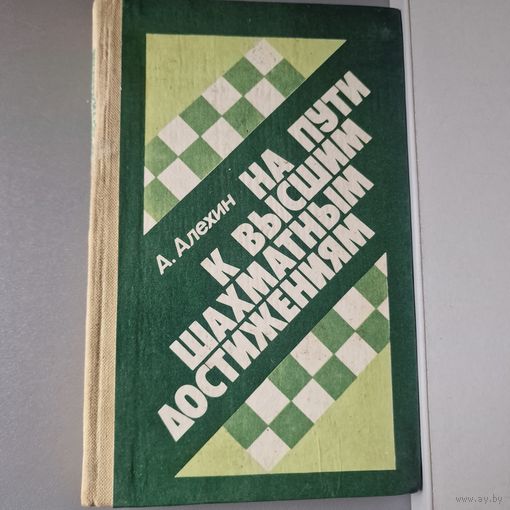 А. Алехин
НА ПУТИ
К ВЫСШИМ
ШАХМАТНЫМ
ДОСТИЖЕНИЯМ
www.ay.by